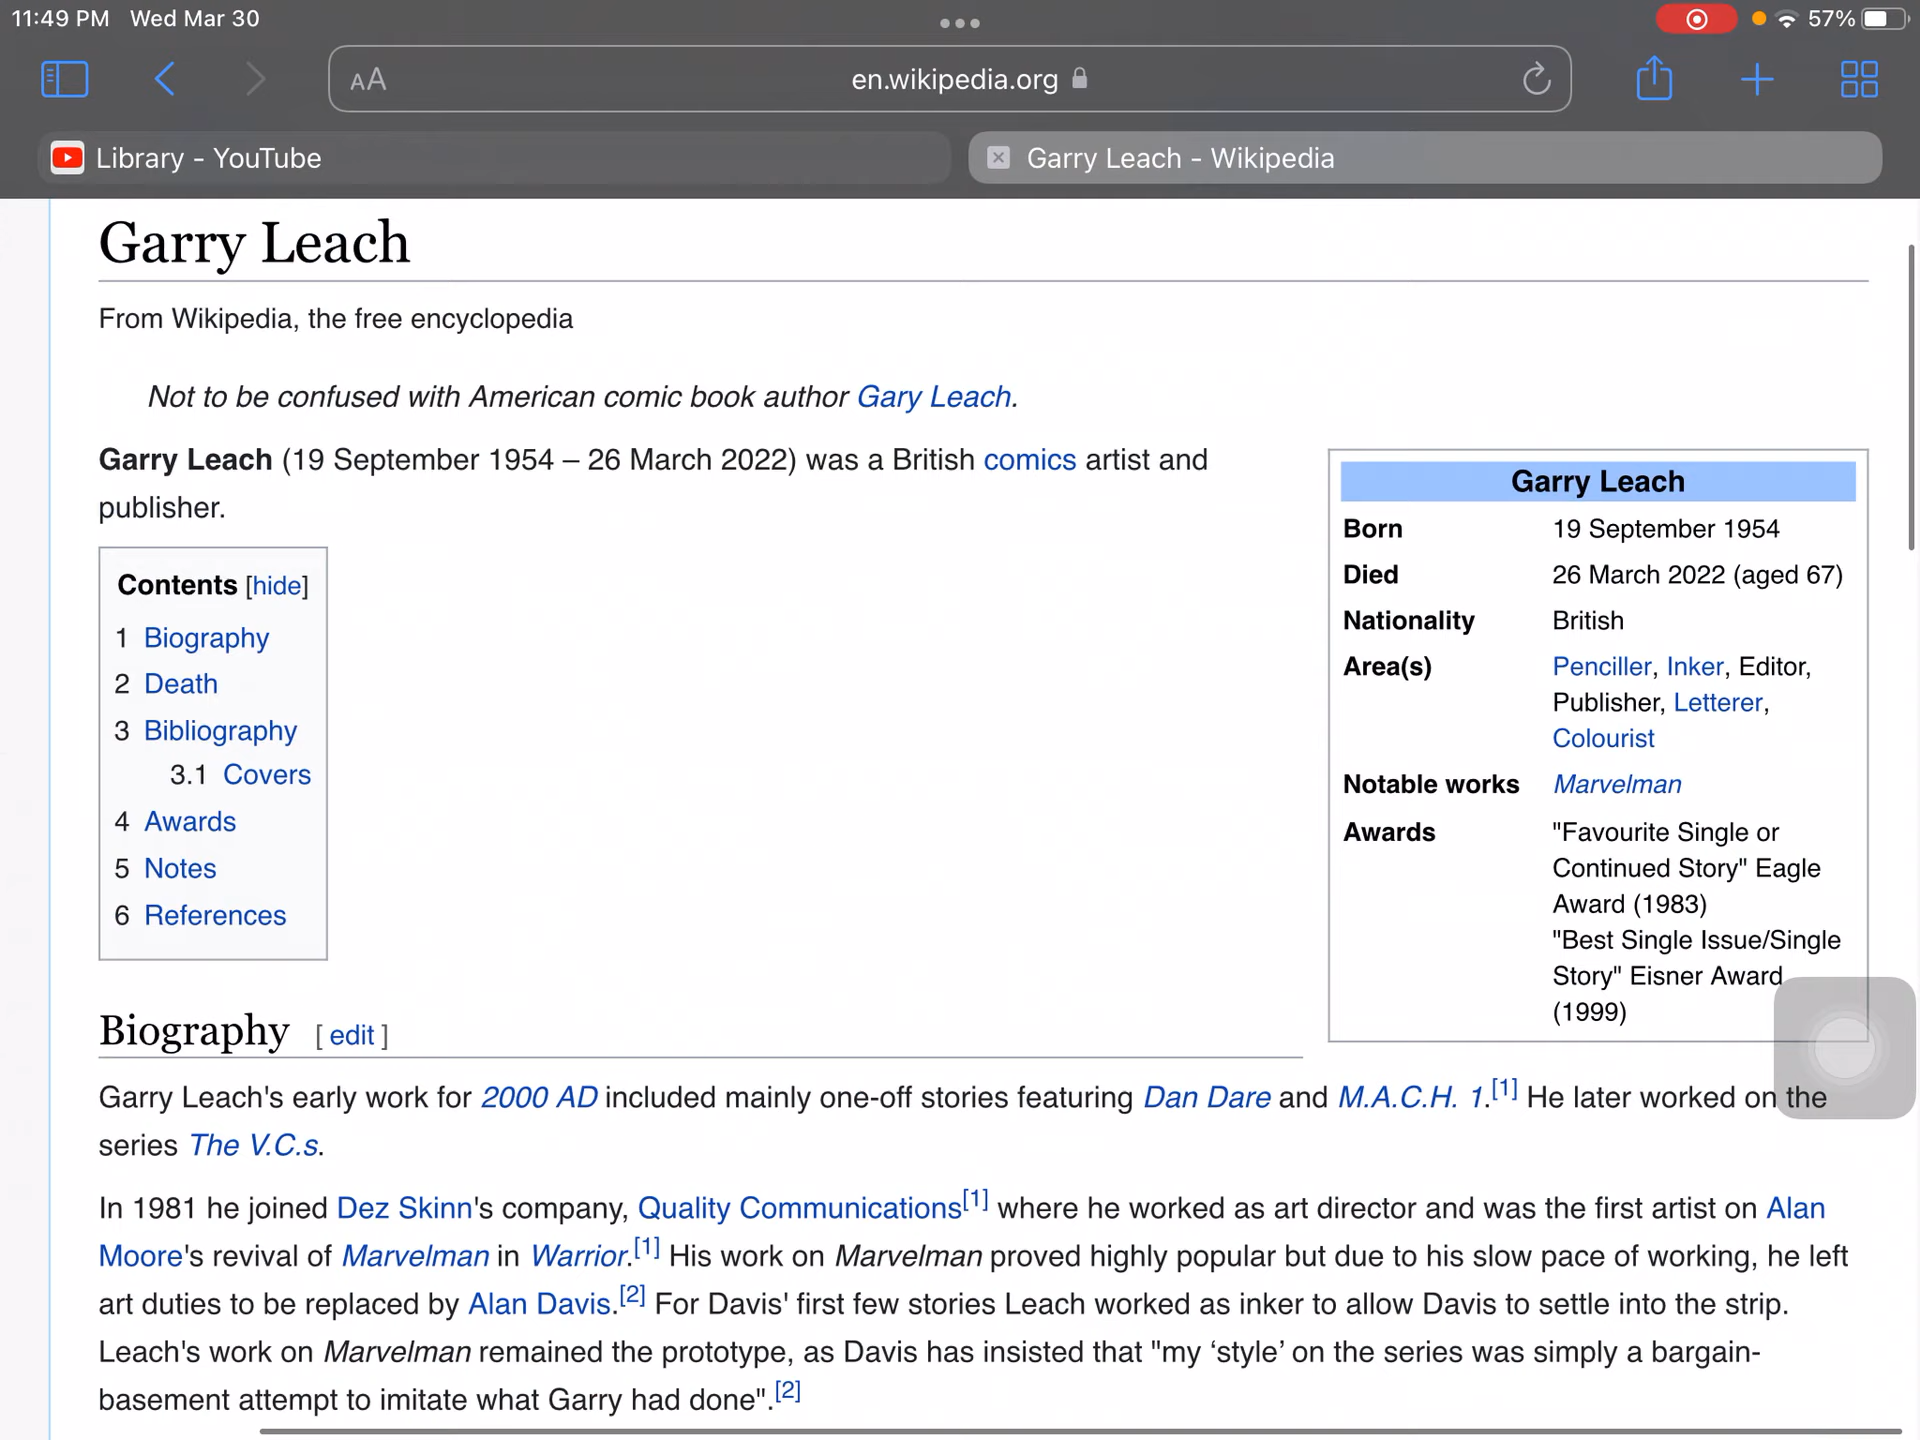 11:49 PM Wed Mar 30
57%
AA
en.wikipedia.org
Library - YouTube
Garry Leach - Wikipedia
Garry Leach
From Wikipedia, the free encyclopedia
Not to be confused with American comic book author Gary Leach.
Garry Leach (19 September 1954 – 26 March 2022) was a British comics artist and
publisher.
Contents [hide]
1 Biography
2 Death
3 Bibliography
3.1 Covers
4 Awards
5 Notes
6 References
Garry Leach
Born 19 September 1954
Died 26 March 2022 (aged 67)
Nationality British
Area(s) Penciller, Inker, Editor,
Publisher, Letterer,
Colourist
Notable works Marvelman
Awards "Favourite Single or
Continued Story" Eagle
Award (1983)
"Best Single Issue/Single
Story" Eisner Award
(1999)
Biography [ edit ]
Garry Leach's early work for 2000 AD included mainly one-off stories featuring Dan Dare and M.A.C.H. 1.[1] He later worked on the
series The V.C.s.
In 1981 he joined Dez Skinn's company, Quality Communications[1] where he worked as art director and was the first artist on Alan
Moore's revival of Marvelman in Warrior.[1] His work on Marvelman proved highly popular but due to his slow pace of working, he left
art duties to be replaced by Alan Davis.[2] For Davis' first few stories Leach worked as inker to allow Davis to settle into the strip.
Leach's work on Marvelman remained the prototype, as Davis has insisted that "my ‘style’ on the series was simply a bargain-
basement attempt to imitate what Garry had done".[2]